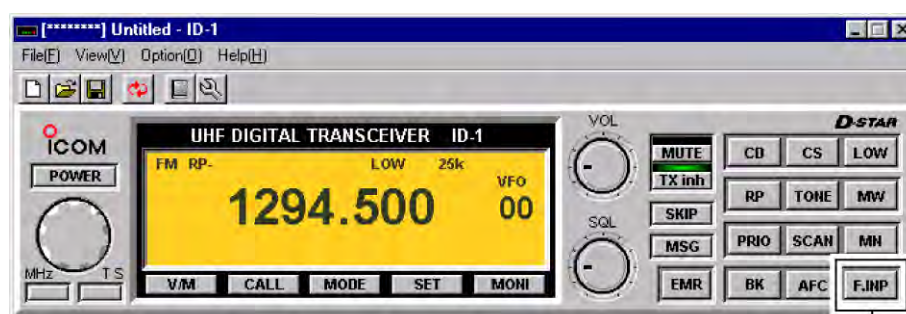 [********] Untitled - ID-1
File(F) View(V) Option(O) Help(H)
ICOM
UHF DIGITAL TRANSCEIVER ID-1
VOL
D-STAR
FM RP- LOW 25k
POWER
1294.500
VFO
00
MUTE
TX inh
CD CS LOW
SKIP
RP TONE MW
SQL
MSG
PRIO SCAN MN
MHz T S
V/M CALL MODE SET MONI
EMR
BK AFC F.INP